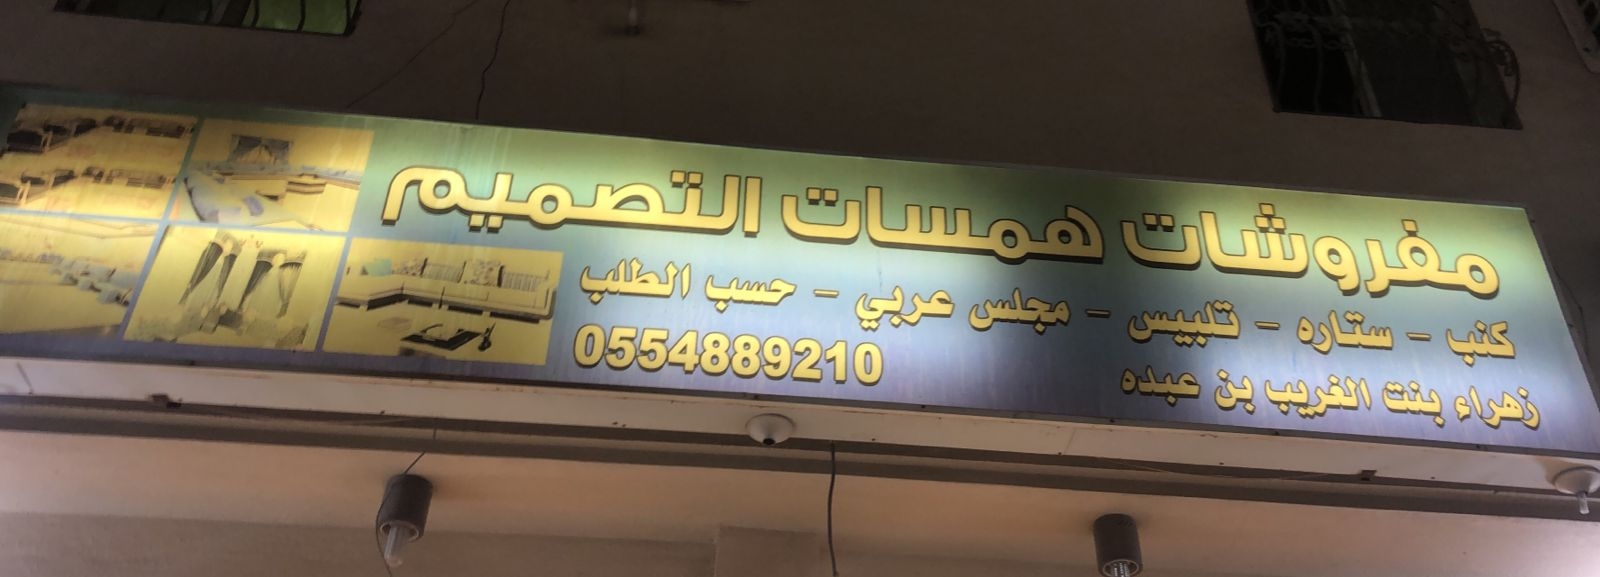 مفروشات همسات التصميم
كنب - ستاره - تلبيس - مجلس عربي - حسب الطلب
زهراء بنت الغريب بن عبده
0554889210